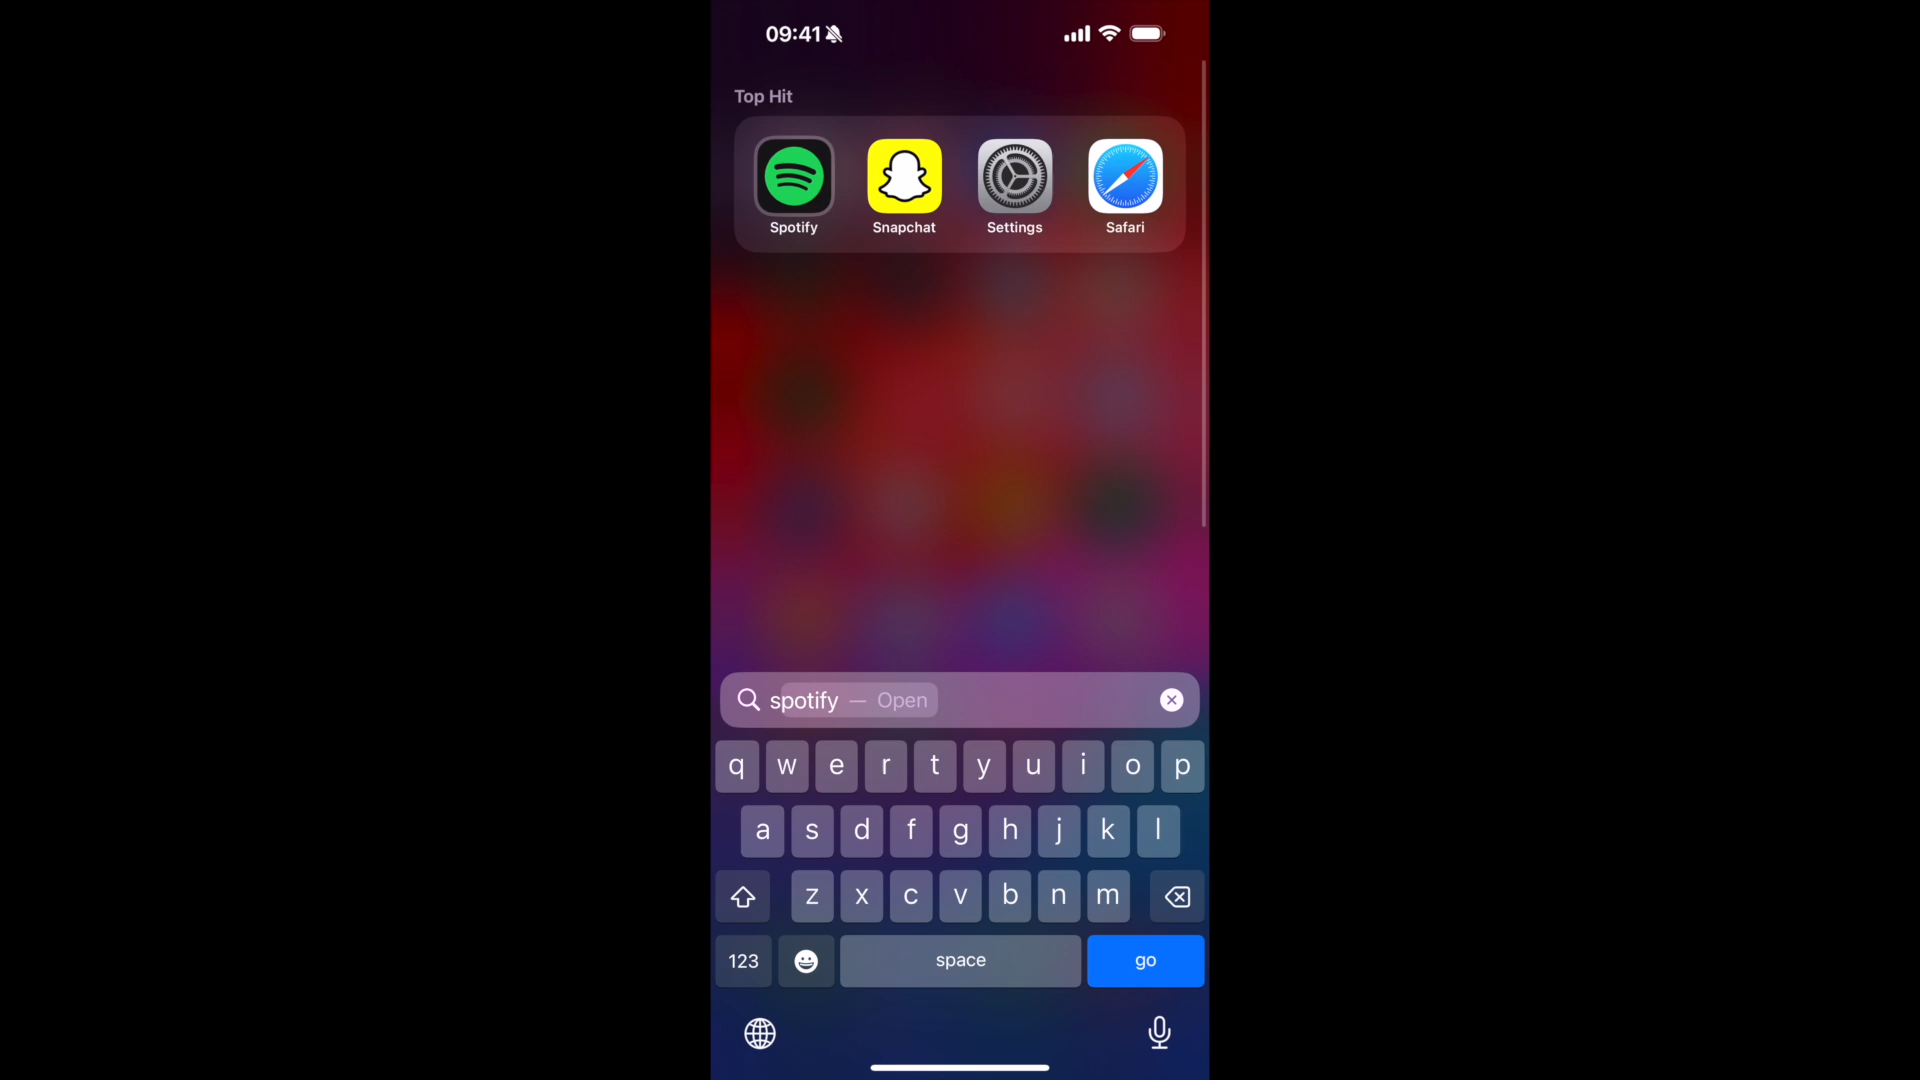 09:41
Top Hit
Spotify Snapchat Settings Safari
spotify — Open
q w e r t y u i o p
a s d f g h j k l
z x c v b n m
123 space go